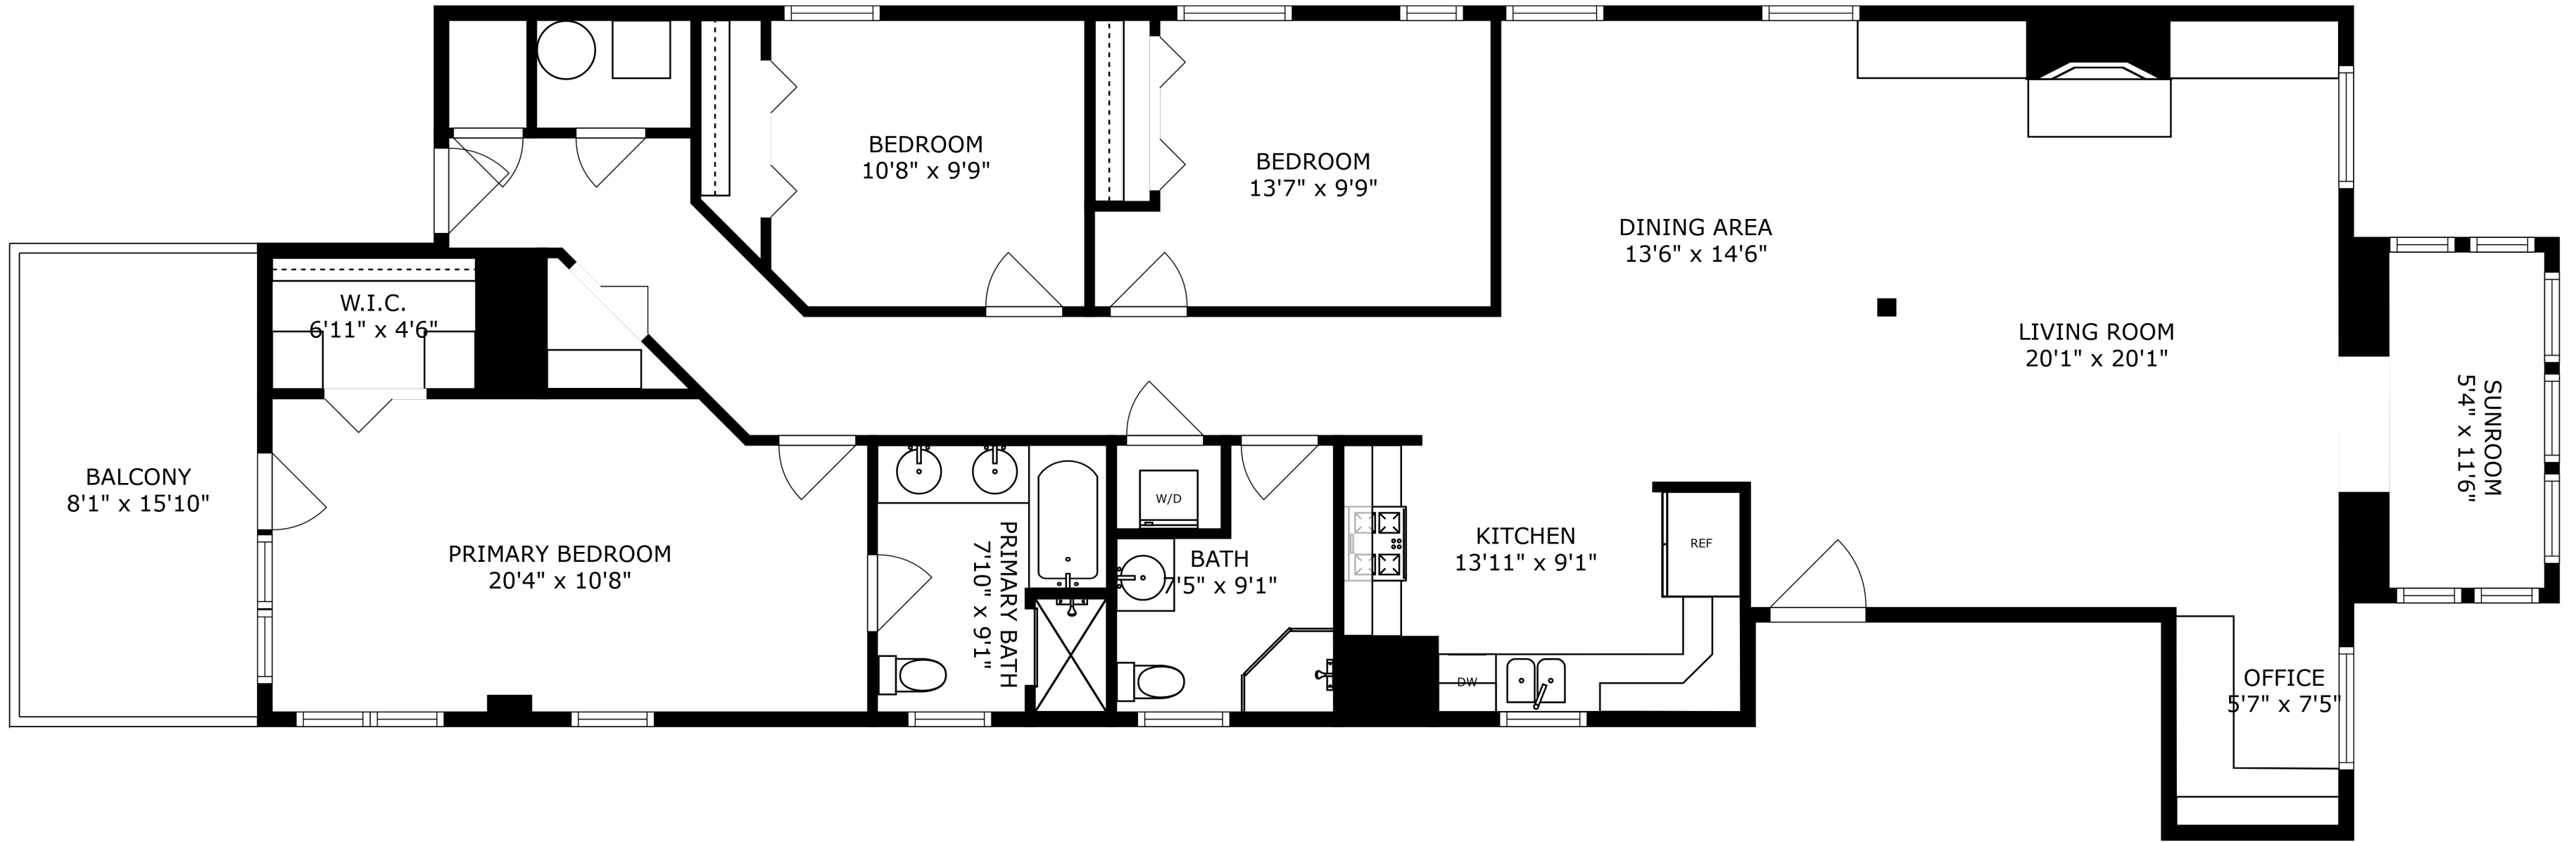 BEDROOM
10'8" x 9'9"
BEDROOM
13'7" x 9'9"
DINING AREA
13'6" x 14'6"
W.I.C.
6'11" x 4'6"
LIVING ROOM
20'1" x 20'1"
SUNROOM
5'4" x 11'6"
BALCONY
8'1" x 15'10"
PRIMARY BEDROOM
20'4" x 10'8"
PRIMARY BATH
7'10" x 9'1"
W/D
BATH
7'5" x 9'1"
KITCHEN
13'11" x 9'1"
REF
DW
OFFICE
5'7" x 7'5"